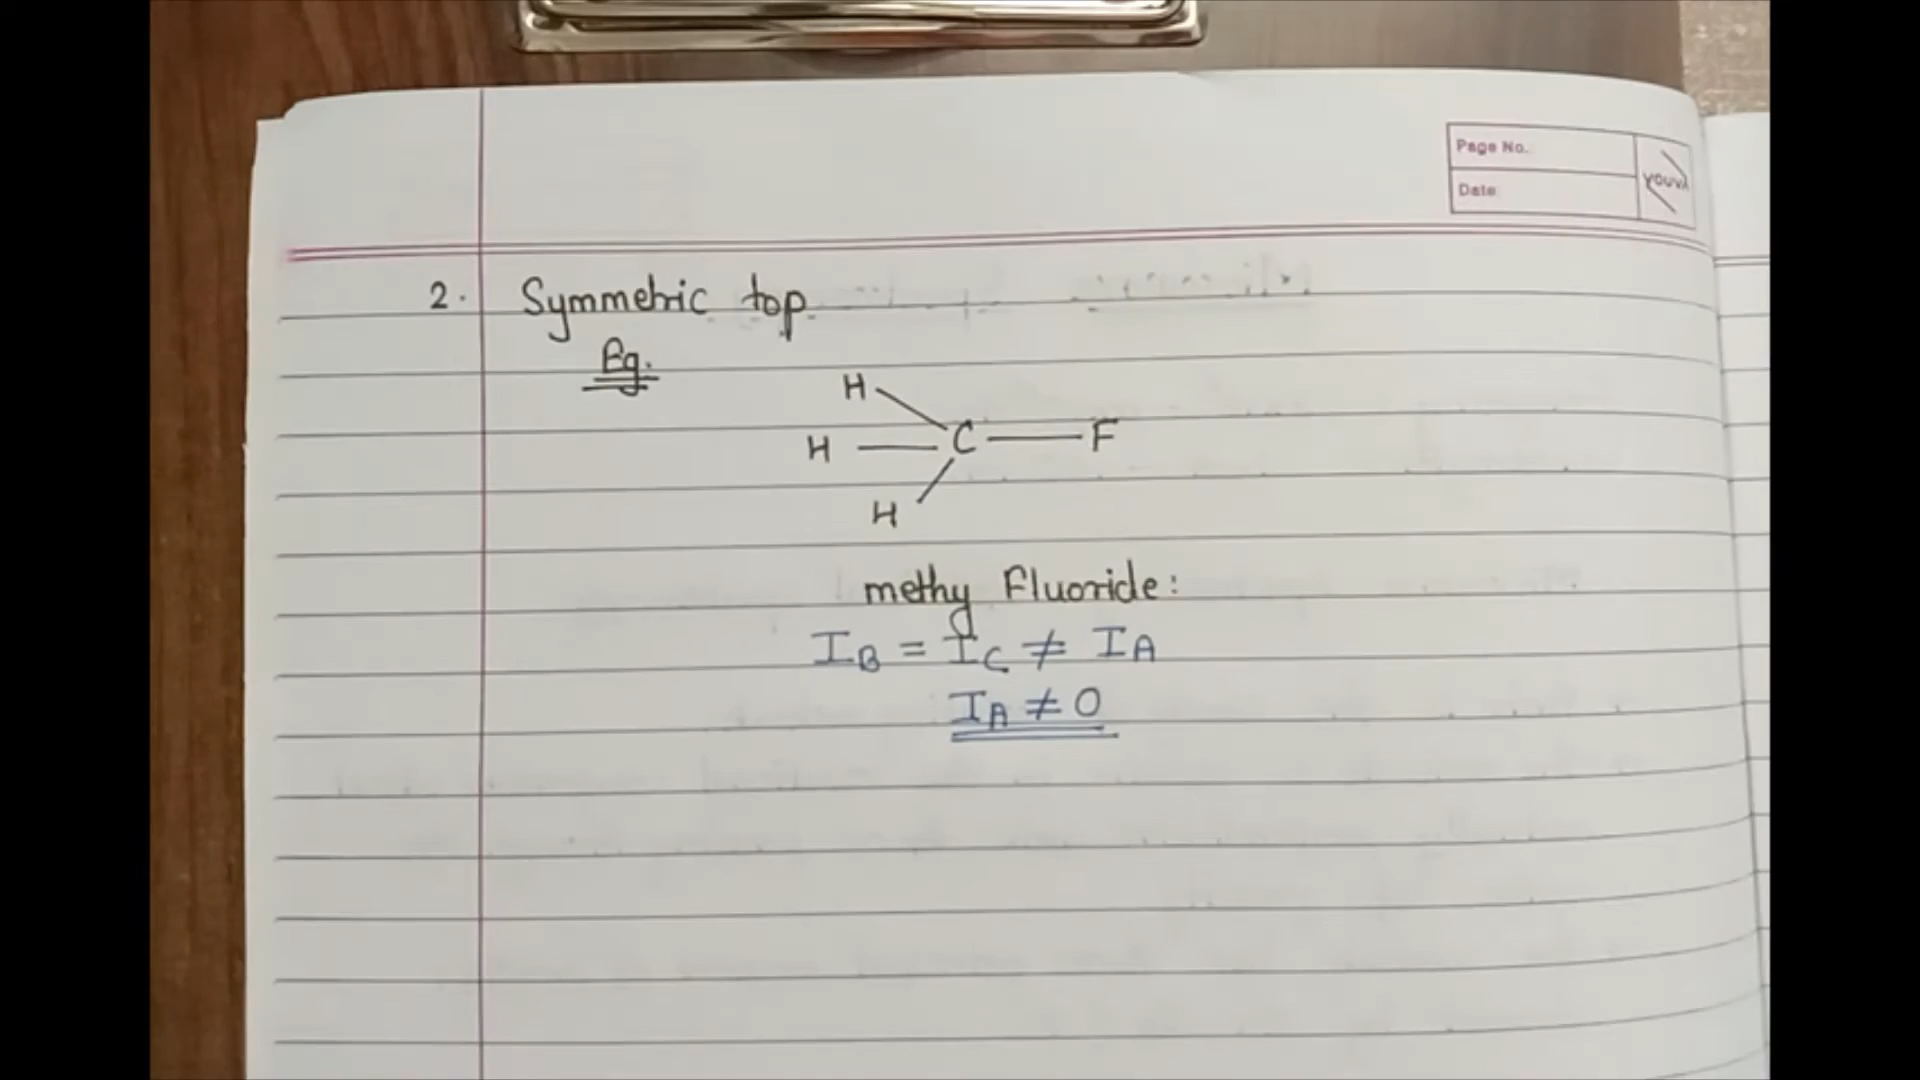 Page No.
Date:
YOUVA
2. Symmetric top
Eg.
H
H — C — F
H
methy Fluoride:
I_B = I_C ≠ I_A
I_A ≠ 0